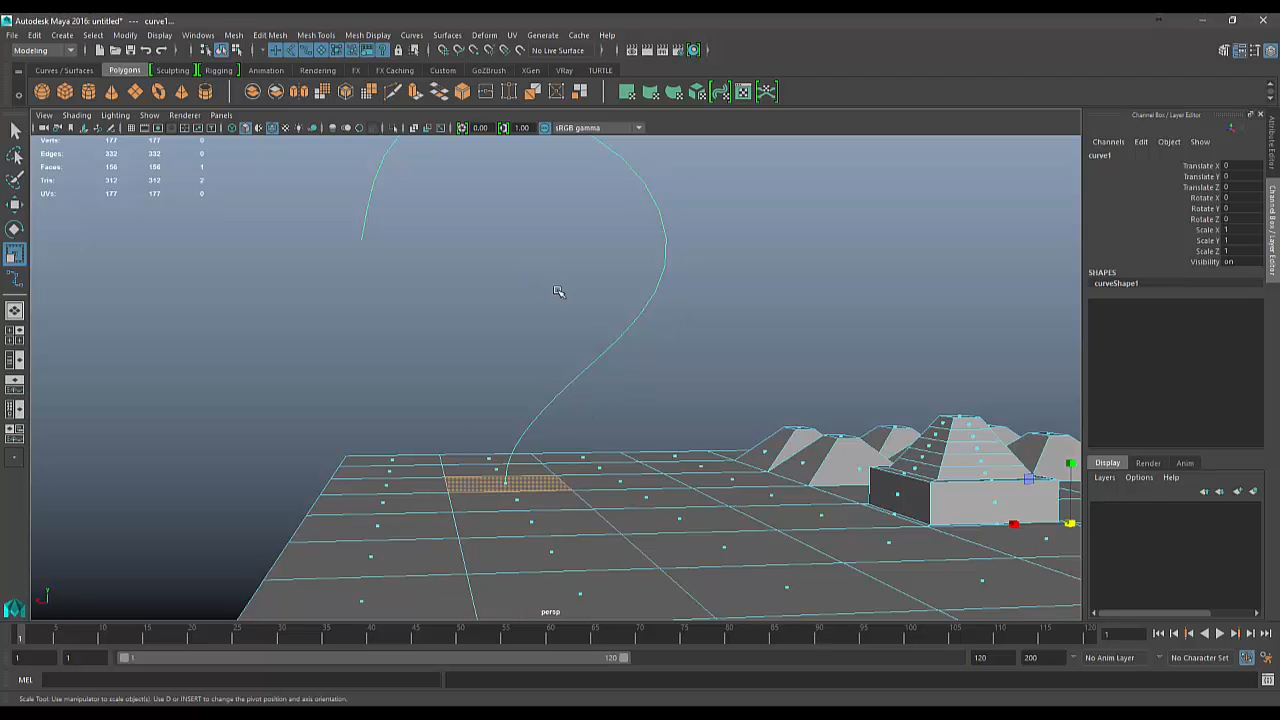 Autodesk Maya 2016: untitled* --- curve1...
File Edit Create Select Modify Display Windows Mesh Edit Mesh Mesh Tools Mesh Display Curves Surfaces Deform UV Generate Cache Help
Modeling No Live Surface
Curves / Surfaces Polygons Sculpting Rigging Animation Rendering FX FX Caching Custom GoZBrush XGen VRay TURTLE
View Shading Lighting Show Renderer Panels
0.00 1.00 sRGB gamma
Verts: 177 177 0
Edges: 332 332 0
Faces: 156 156 1
Tris: 312 312 2
UVs: 177 177 0
persp
Channel Box / Layer Editor
Channels Edit Object Show
curve1
Translate X 0
Translate Y 0
Translate Z 0
Rotate X 0
Rotate Y 0
Rotate Z 0
Scale X 1
Scale Y 1
Scale Z 1
Visibility on
SHAPES
curveShape1
Display Render Anim
Layers Options Help
Attribute Editor
Channel Box / Layer Editor
1 5 10 15 20 25 30 35 40 45 50 55 60 65 70 75 80 85 90 95 100 105 110 115 120 1
1 1 1 120 120 200 No Anim Layer No Character Set
MEL
Scale Tool: Use manipulator to scale object(s). Use D or INSERT to change the pivot position and axis orientation.